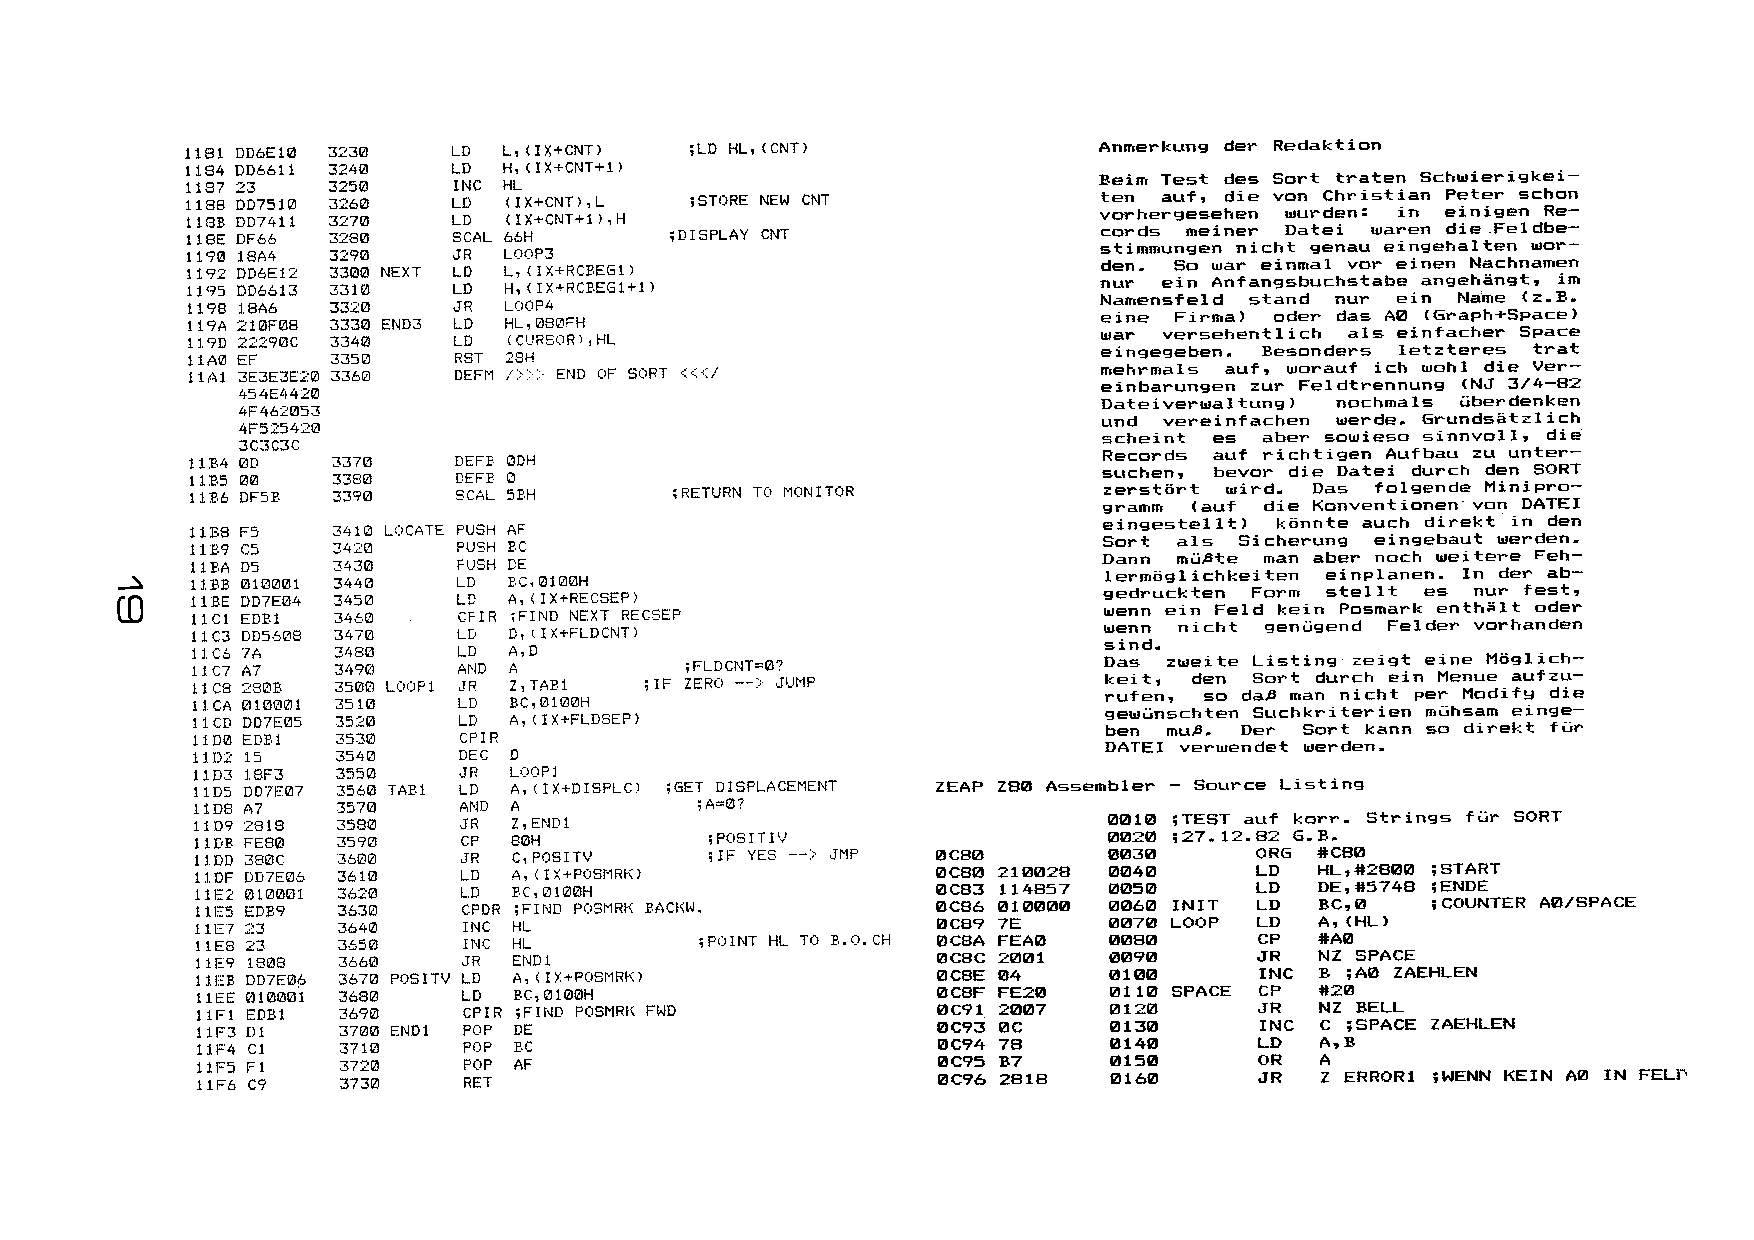 1181 DD6E10 3230 LD L,(IX+CNT) ;LD HL,(CNT)
1184 DD6611 3240 LD H,(IX+CNT+1)
1187 23 3250 INC HL
1188 DD7510 3260 LD (IX+CNT),L ;STORE NEW CNT
118B DD7411 3270 LD (IX+CNT+1),H
118E DF66 3280 SCAL 66H ;DISPLAY CNT
1190 18A4 3290 JR LOOP3
1192 DD6E12 3300 NEXT LD L,(IX+RCBEG1)
1195 DD6613 3310 LD H,(IX+RCBEG1+1)
1198 18A6 3320 JR LOOP4
119A 210F08 3330 END3 LD HL,080FH
119D 22290C 3340 LD (CURSOR),HL
11A0 EF 3350 RST 28H
11A1 3E3E3E20 3360 DEFM />>> END OF SORT <<</
454E4420
4F462053
4F525420
3C3C3C
11B4 0D 3370 DEFB 0DH
11B5 00 3380 DEFB 0
11B6 DF5B 3390 SCAL 5BH ;RETURN TO MONITOR
11B8 F5 3410 LOCATE PUSH AF
11B9 C5 3420 PUSH BC
11BA D5 3430 PUSH DE
11BB 010001 3440 LD BC,0100H
11BE DD7E04 3450 LD A,(IX+RECSEP)
11C1 EDB1 3460 CPIR ;FIND NEXT RECSEP
11C3 DD5608 3470 LD D,(IX+FLDCNT)
11C6 7A 3480 LD A,D
11C7 A7 3490 AND A ;FLDCNT=0?
11C8 280B 3500 LOOP1 JR Z,TAB1 ;IF ZERO --> JUMP
11CA 010001 3510 LD BC,0100H
11CD DD7E05 3520 LD A,(IX+FLDSEP)
11D0 EDB1 3530 CPIR
11D2 15 3540 DEC D
11D3 18F3 3550 JR LOOP1
11D5 DD7E07 3560 TAB1 LD A,(IX+DISPLC) ;GET DISPLACEMENT
11D8 A7 3570 AND A ;A=0?
11D9 2818 3580 JR Z,END1
11DB FE80 3590 CP 80H ;POSITIV
11DD 380C 3600 JR C,POSITV ;IF YES --> JMP
11DF DD7E06 3610 LD A,(IX+POSMRK)
11E2 010001 3620 LD BC,0100H
11E5 EDB9 3630 CPDR ;FIND POSMRK BACKW.
11E7 23 3640 INC HL
11E8 23 3650 INC HL ;POINT HL TO B.O.CH
11E9 1808 3660 JR END1
11EB DD7E06 3670 POSITV LD A,(IX+POSMRK)
11EE 010001 3680 LD BC,0100H
11F1 EDB1 3690 CPIR ;FIND POSMRK FWD
11F3 D1 3700 END1 POP DE
11F4 C1 3710 POP BC
11F5 F1 3720 POP AF
11F6 C9 3730 RET
19
Anmerkung der Redaktion
Beim Test des Sort traten Schwierigkei-
ten auf, die von Christian Peter schon
vorhergesehen wurden: in einigen Re-
cords meiner Datei waren die Feldbe-
stimmungen nicht genau eingehalten wor-
den. So war einmal vor einen Nachnamen
nur ein Anfangsbuchstabe angehängt, im
Namensfeld stand nur ein Name (z.B.
eine Firma) oder das A0 (Graph+Space)
war versehentlich als einfacher Space
eingegeben. Besonders letzteres trat
mehrmals auf, worauf ich wohl die Ver-
einbarungen zur Feldtrennung (NJ 3/4-82
Dateiverwaltung) nochmals überdenken
und vereinfachen werde. Grundsätzlich
scheint es aber sowieso sinnvoll, die
Records auf richtigen Aufbau zu unter-
suchen, bevor die Datei durch den SORT
zerstört wird. Das folgende Minipro-
gramm (auf die Konventionen von DATEI
eingestellt) könnte auch direkt in den
Sort als Sicherung eingebaut werden.
Dann müßte man aber noch weitere Feh-
lermöglichkeiten einplanen. In der ab-
gedruckten Form stellt es nur fest,
wenn ein Feld kein Posmark enthält oder
wenn nicht genügend Felder vorhanden
sind.
Das zweite Listing zeigt eine Möglich-
keit, den Sort durch ein Menue aufzu-
rufen, so daß man nicht per Modify die
gewünschten Suchkriterien mühsam einge-
ben muß. Der Sort kann so direkt für
DATEI verwendet werden.
ZEAP Z80 Assembler - Source Listing
0010 ;TEST auf korr. Strings für SORT
0020 ;27.12.82 G.B.
0C80 0030 ORG #C80
0C80 210028 0040 LD HL,#2800 ;START
0C83 114857 0050 LD DE,#5748 ;ENDE
0C86 010000 0060 INIT LD BC,0 ;COUNTER A0/SPACE
0C89 7E 0070 LOOP LD A,(HL)
0C8A FEA0 0080 CP #A0
0C8C 2001 0090 JR NZ SPACE
0C8E 04 0100 INC B ;A0 ZAEHLEN
0C8F FE20 0110 SPACE CP #20
0C91 2007 0120 JR NZ BELL
0C93 0C 0130 INC C ;SPACE ZAEHLEN
0C94 78 0140 LD A,B
0C95 B7 0150 OR A
0C96 2818 0160 JR Z ERROR1 ;WENN KEIN A0 IN FELD